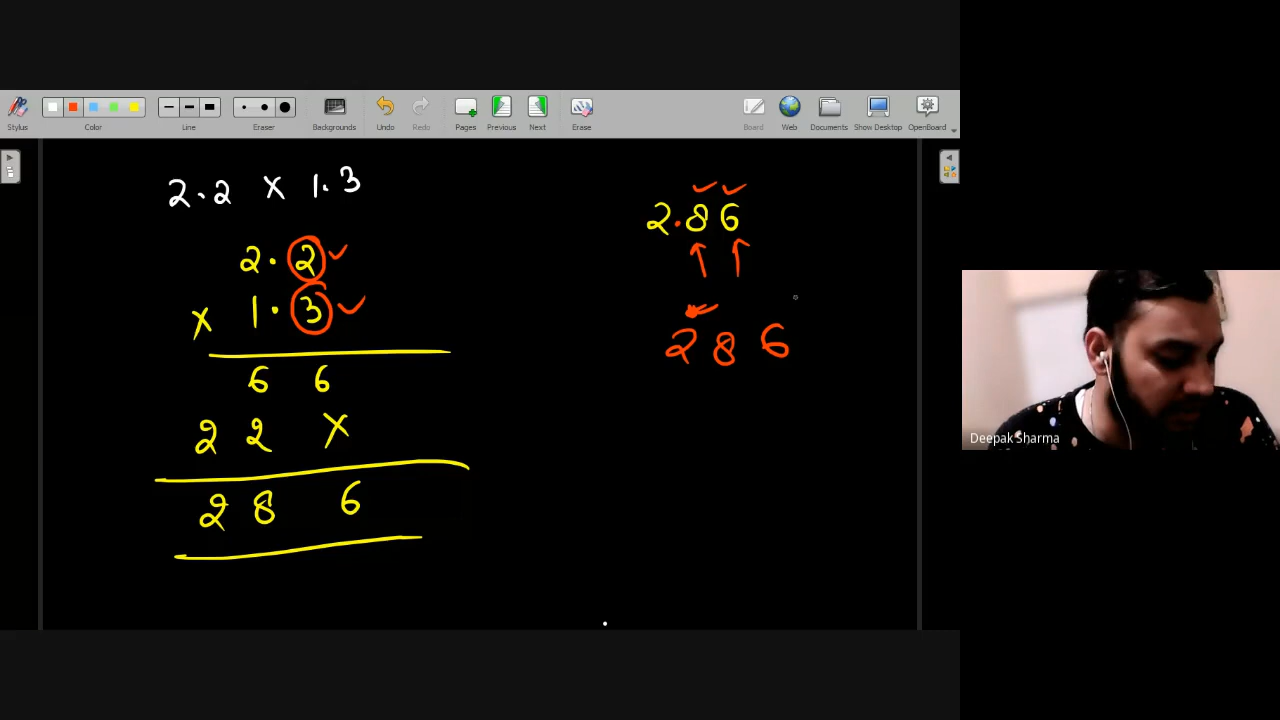 Stylus Color Line Eraser Backgrounds Undo Redo Pages Previous Next Erase Board Web Documents Show Desktop OpenBoard
2.2 x 1.3
2.2
x 1.3
6 6
2 2 x
2 8 6
2.86
2 8 6
Deepak Sharma